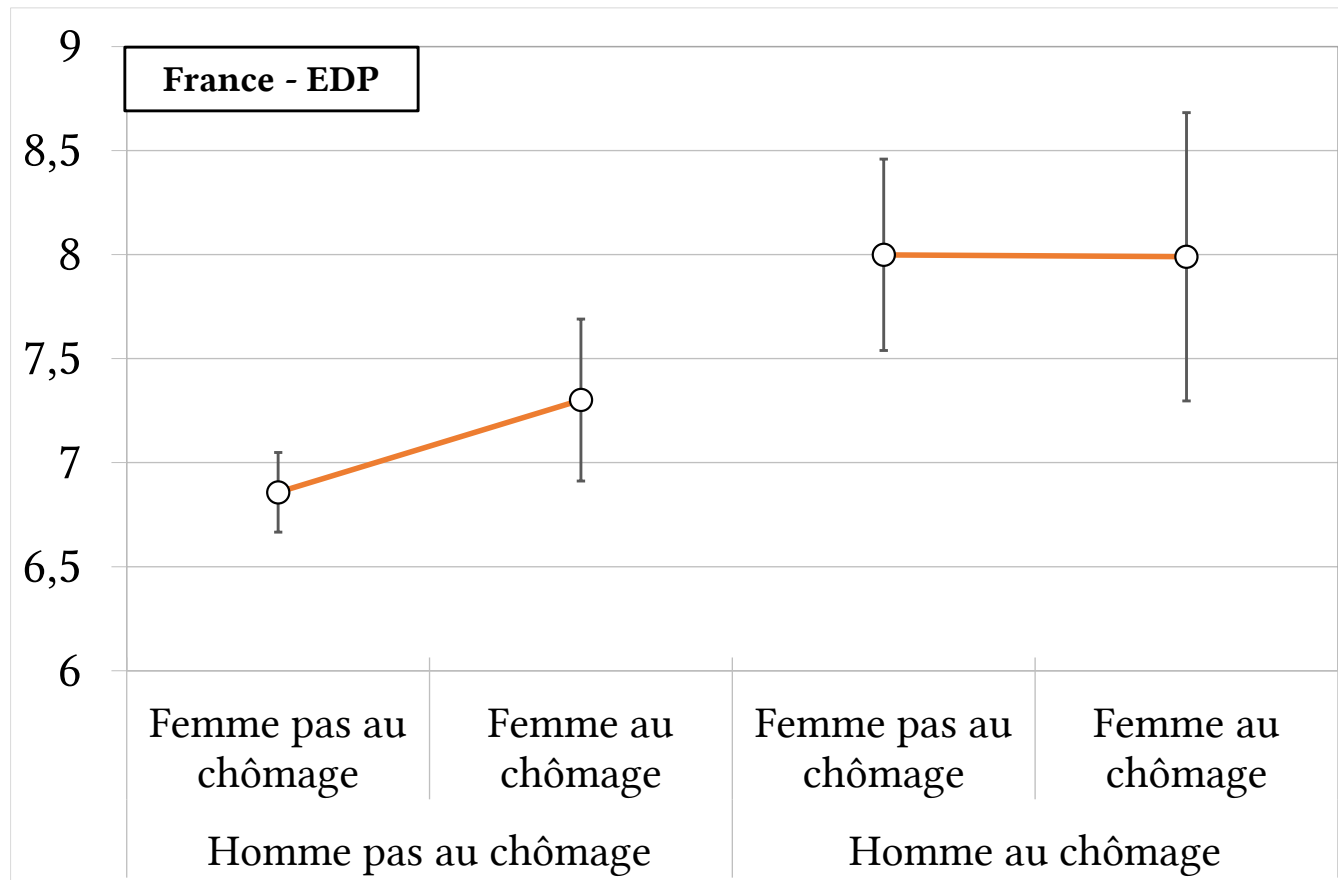 9
France - EDP
8,5
8
7,5
7
6,5
6
Femme pas au
chômage
Femme au
chômage
Femme pas au
chômage
Femme au
chômage
Homme pas au chômage
Homme au chômage